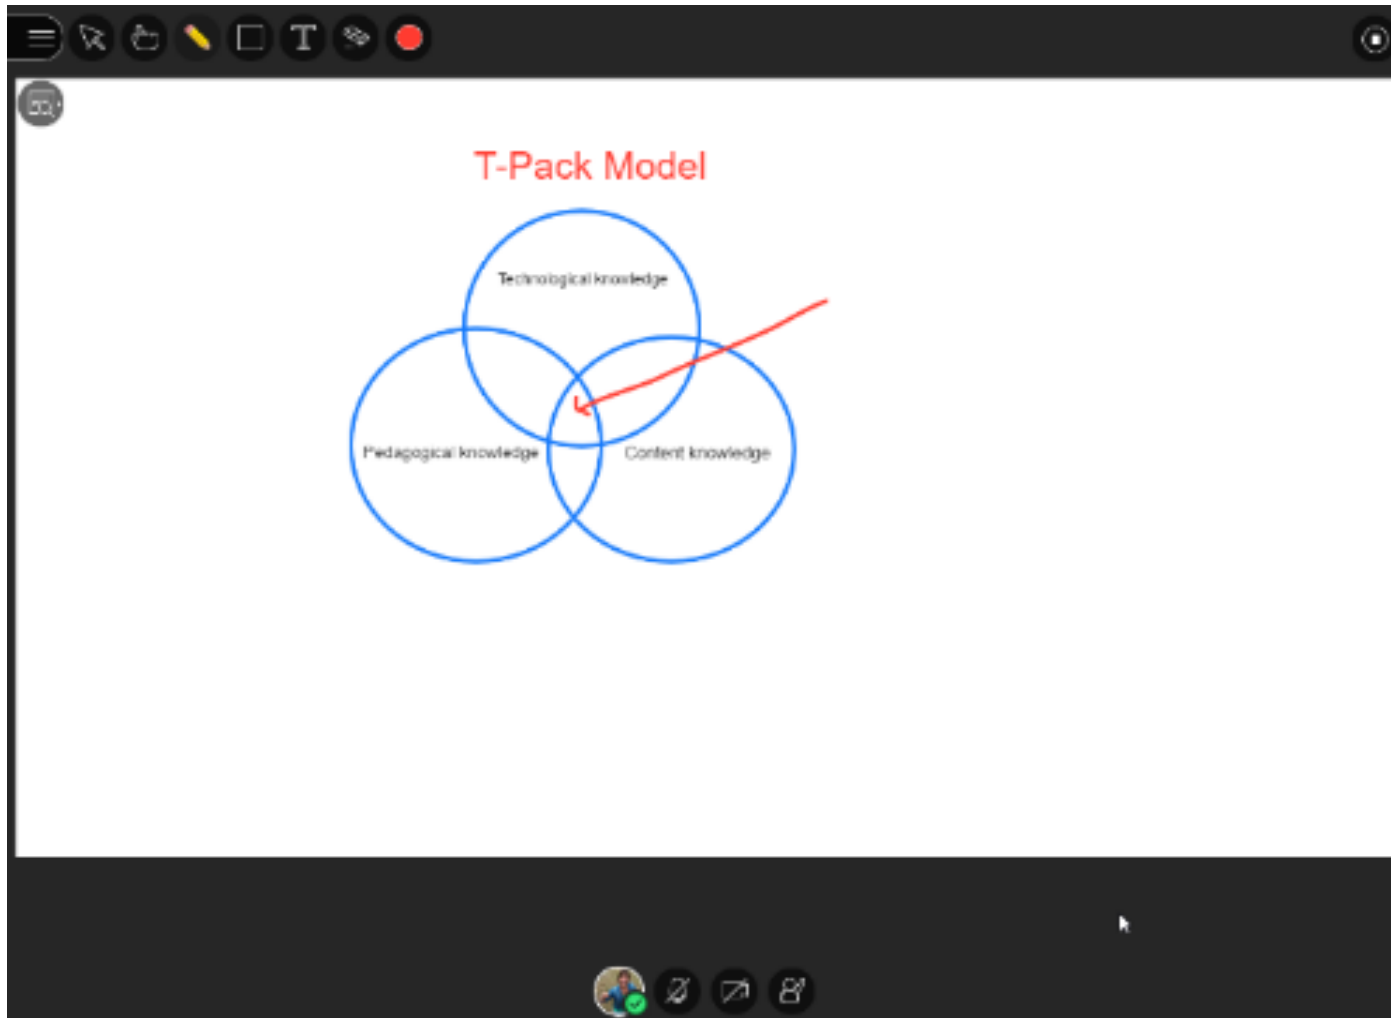 T
T-Pack Model
Technological knowledge
Pedagogical knowledge
Content knowledge